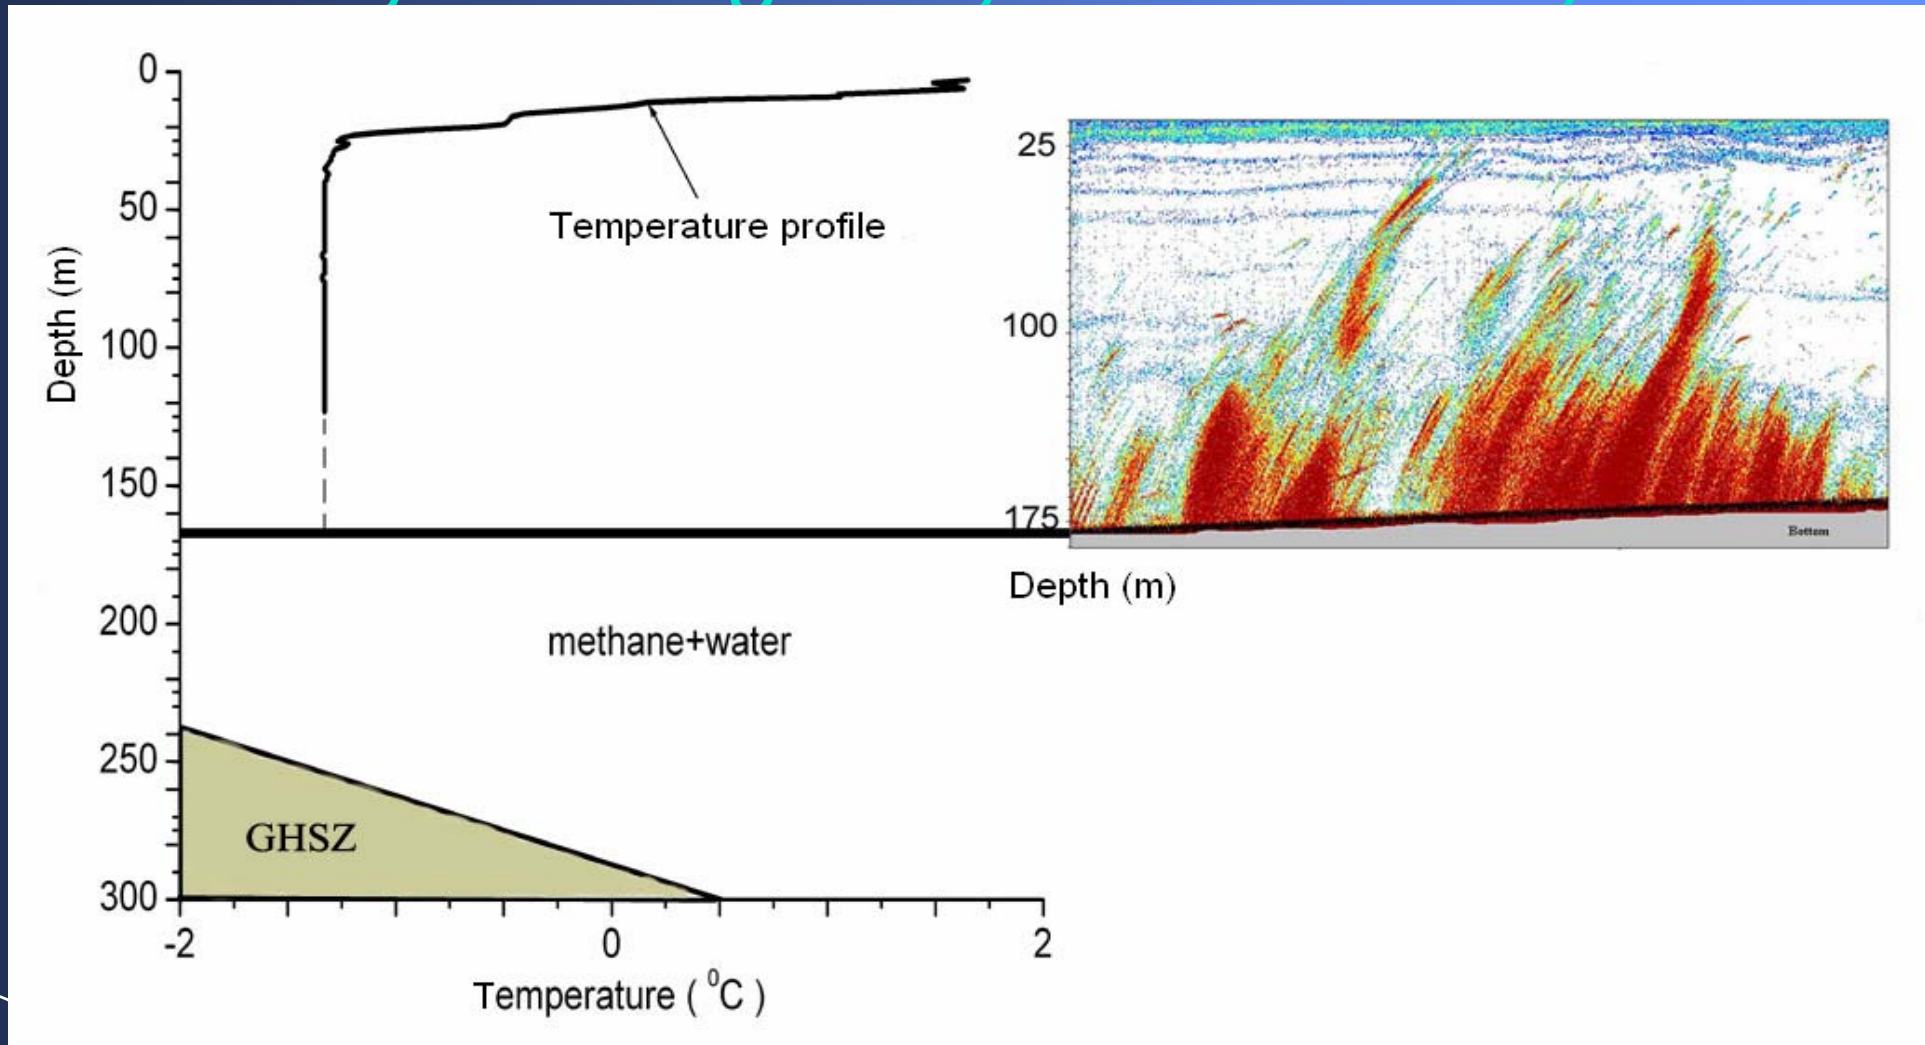 0
50
100
150
200
250
300
Depth (m)
Temperature profile
methane+water
GHSZ
-2
0
2
Temperature ( ⁰C )
25
100
175
Bottom
Depth (m)